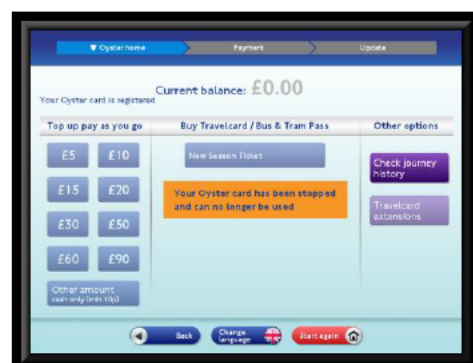 Oyster home
Payment
Update
Current balance: £0.00
Your Oyster card is registered
Top up pay as you go
Buy Travelcard / Bus & Tram Pass
Other options
£5
£10
New Season Ticket
Check journey
history
£15
£20
Your Oyster card has been stopped
and can no longer be used
Travelcard
extensions
£30
£50
£60
£90
Other amount
cash only (min 10p)
Back
Change
language
Start again